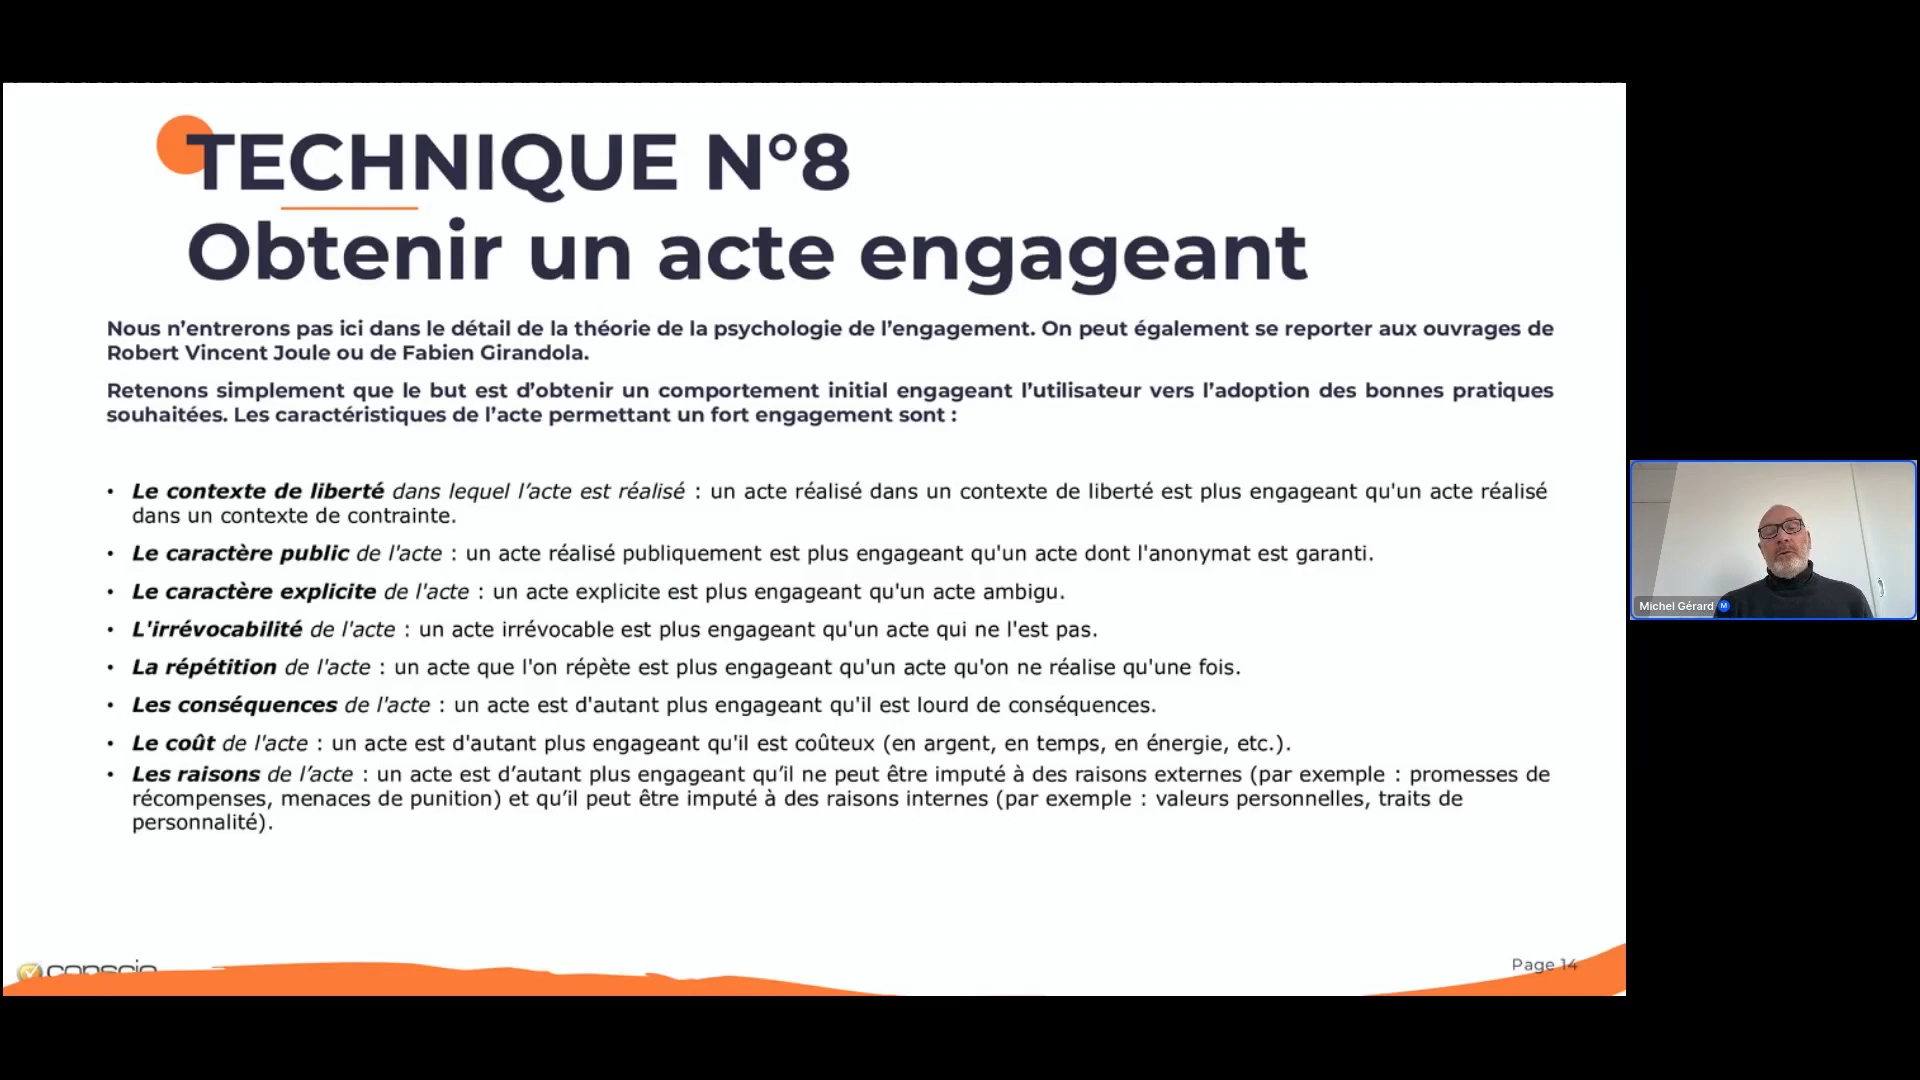 TECHNIQUE N°8
Obtenir un acte engageant
Nous n’entrerons pas ici dans le détail de la théorie de la psychologie de l’engagement. On peut également se reporter aux ouvrages de
Robert Vincent Joule ou de Fabien Girandola.
Retenons simplement que le but est d’obtenir un comportement initial engageant l’utilisateur vers l’adoption des bonnes pratiques
souhaitées. Les caractéristiques de l’acte permettant un fort engagement sont :
• Le contexte de liberté dans lequel l’acte est réalisé : un acte réalisé dans un contexte de liberté est plus engageant qu'un acte réalisé
dans un contexte de contrainte.
• Le caractère public de l'acte : un acte réalisé publiquement est plus engageant qu'un acte dont l'anonymat est garanti.
• Le caractère explicite de l'acte : un acte explicite est plus engageant qu'un acte ambigu.
• L'irrévocabilité de l'acte : un acte irrévocable est plus engageant qu'un acte qui ne l'est pas.
• La répétition de l'acte : un acte que l'on répète est plus engageant qu'un acte qu'on ne réalise qu'une fois.
• Les conséquences de l'acte : un acte est d'autant plus engageant qu'il est lourd de conséquences.
• Le coût de l'acte : un acte est d'autant plus engageant qu'il est coûteux (en argent, en temps, en énergie, etc.).
• Les raisons de l’acte : un acte est d’autant plus engageant qu’il ne peut être imputé à des raisons externes (par exemple : promesses de
récompenses, menaces de punition) et qu’il peut être imputé à des raisons internes (par exemple : valeurs personnelles, traits de
personnalité).
conscio
Page 14
Michel Gérard M